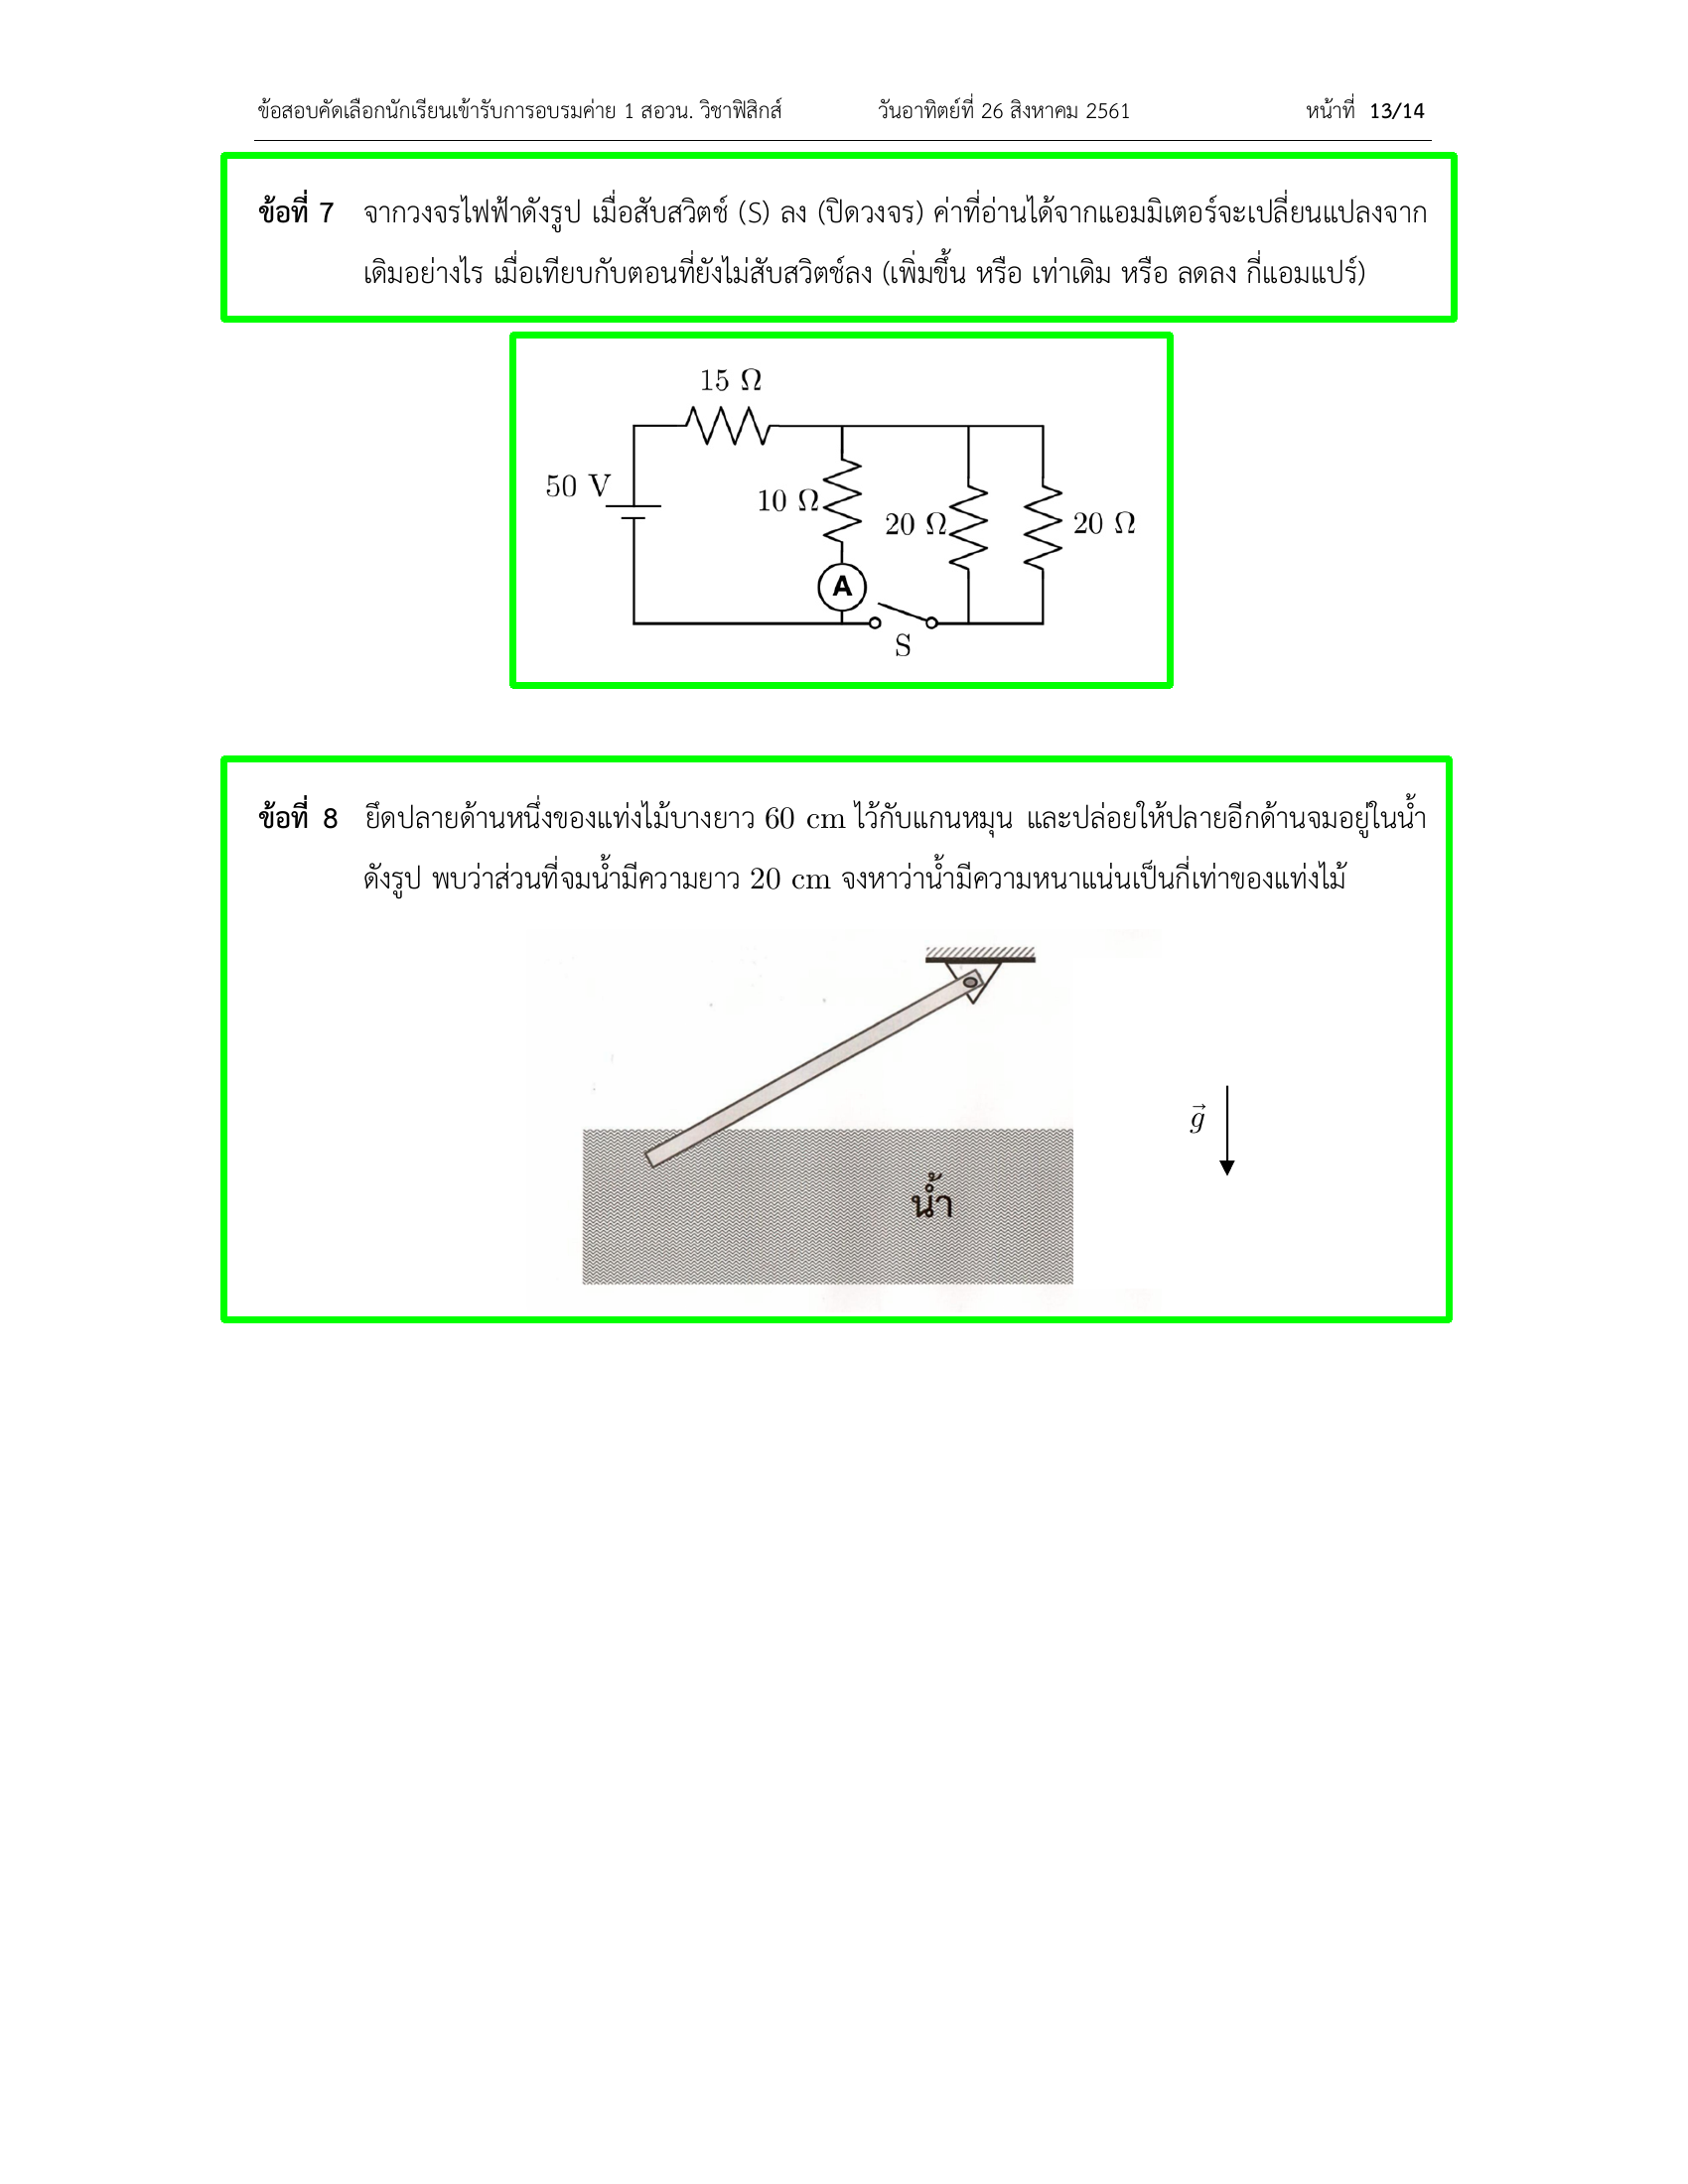 ข้อสอบคัดเลือกนักเรียนเข้ารับการอบรมค่าย 1 สอวน. วิชาฟิสิกส์ วันอาทิตย์ที่ 26 สิงหาคม 2561 หน้าที่ 13/14
ข้อที่ 7 จากวงจรไฟฟ้าดังรูป เมื่อสับสวิตช์ (S) ลง (ปิดวงจร) ค่าที่อ่านได้จากแอมมิเตอร์จะเปลี่ยนแปลงจาก
เดิมอย่างไร เมื่อเทียบกับตอนที่ยังไม่สับสวิตช์ลง (เพิ่มขึ้น หรือ เท่าเดิม หรือ ลดลง กี่แอมแปร์)
15 Ω
50 V
10 Ω
20 Ω
20 Ω
A
S
ข้อที่ 8 ยึดปลายด้านหนึ่งของแท่งไม้บางยาว 60 cm ไว้กับแกนหมุน และปล่อยให้ปลายอีกด้านจมอยู่ในน้ำ
ดังรูป พบว่าส่วนที่จมน้ำมีความยาว 20 cm จงหาว่าน้ำมีความหนาแน่นเป็นกี่เท่าของแท่งไม้
g⃗
น้ำ